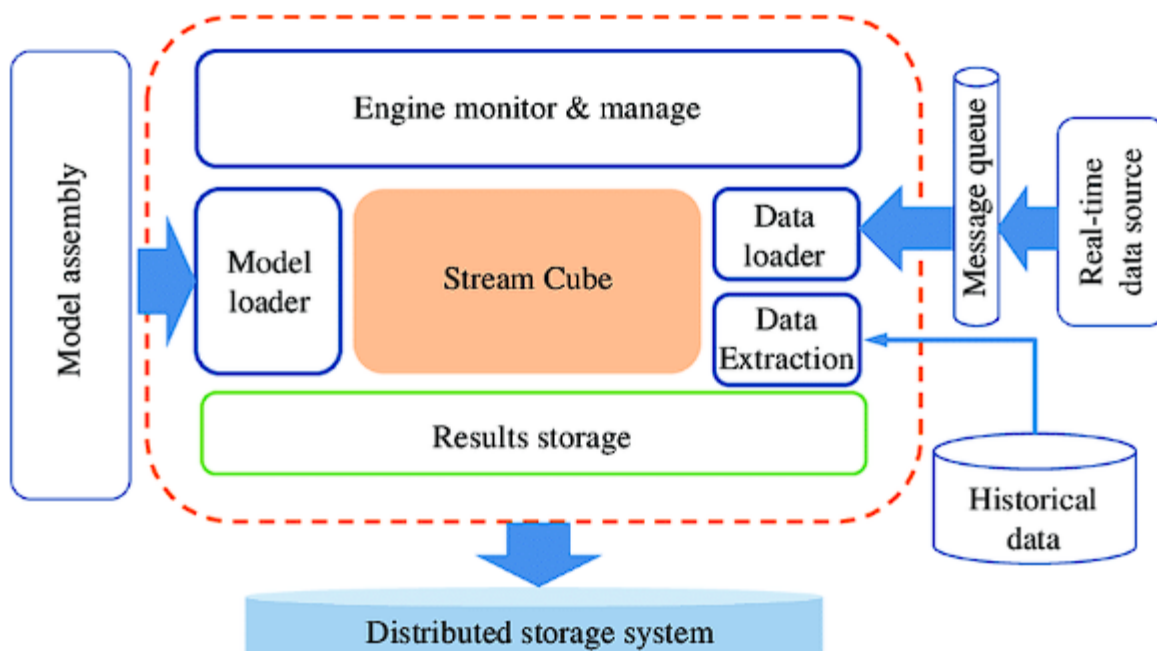 Engine monitor & manage
Model assembly
Model
loader
Stream Cube
Data
loader
Data
Extraction
Message queue
Real-time
data source
Results storage
Historical
data
Distributed storage system